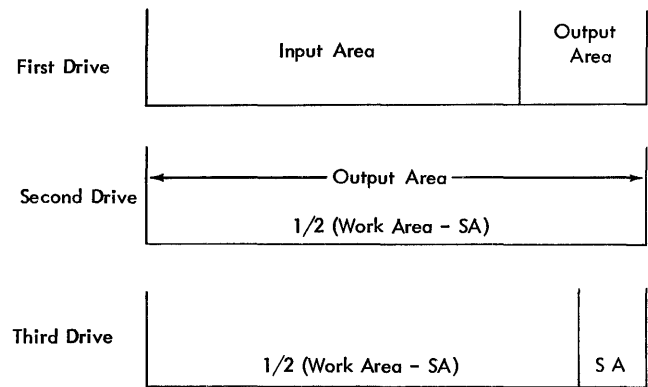 First Drive
Input Area
Output
Area
Second Drive
Output Area
1/2 (Work Area - SA)
Third Drive
1/2 (Work Area - SA)
S A